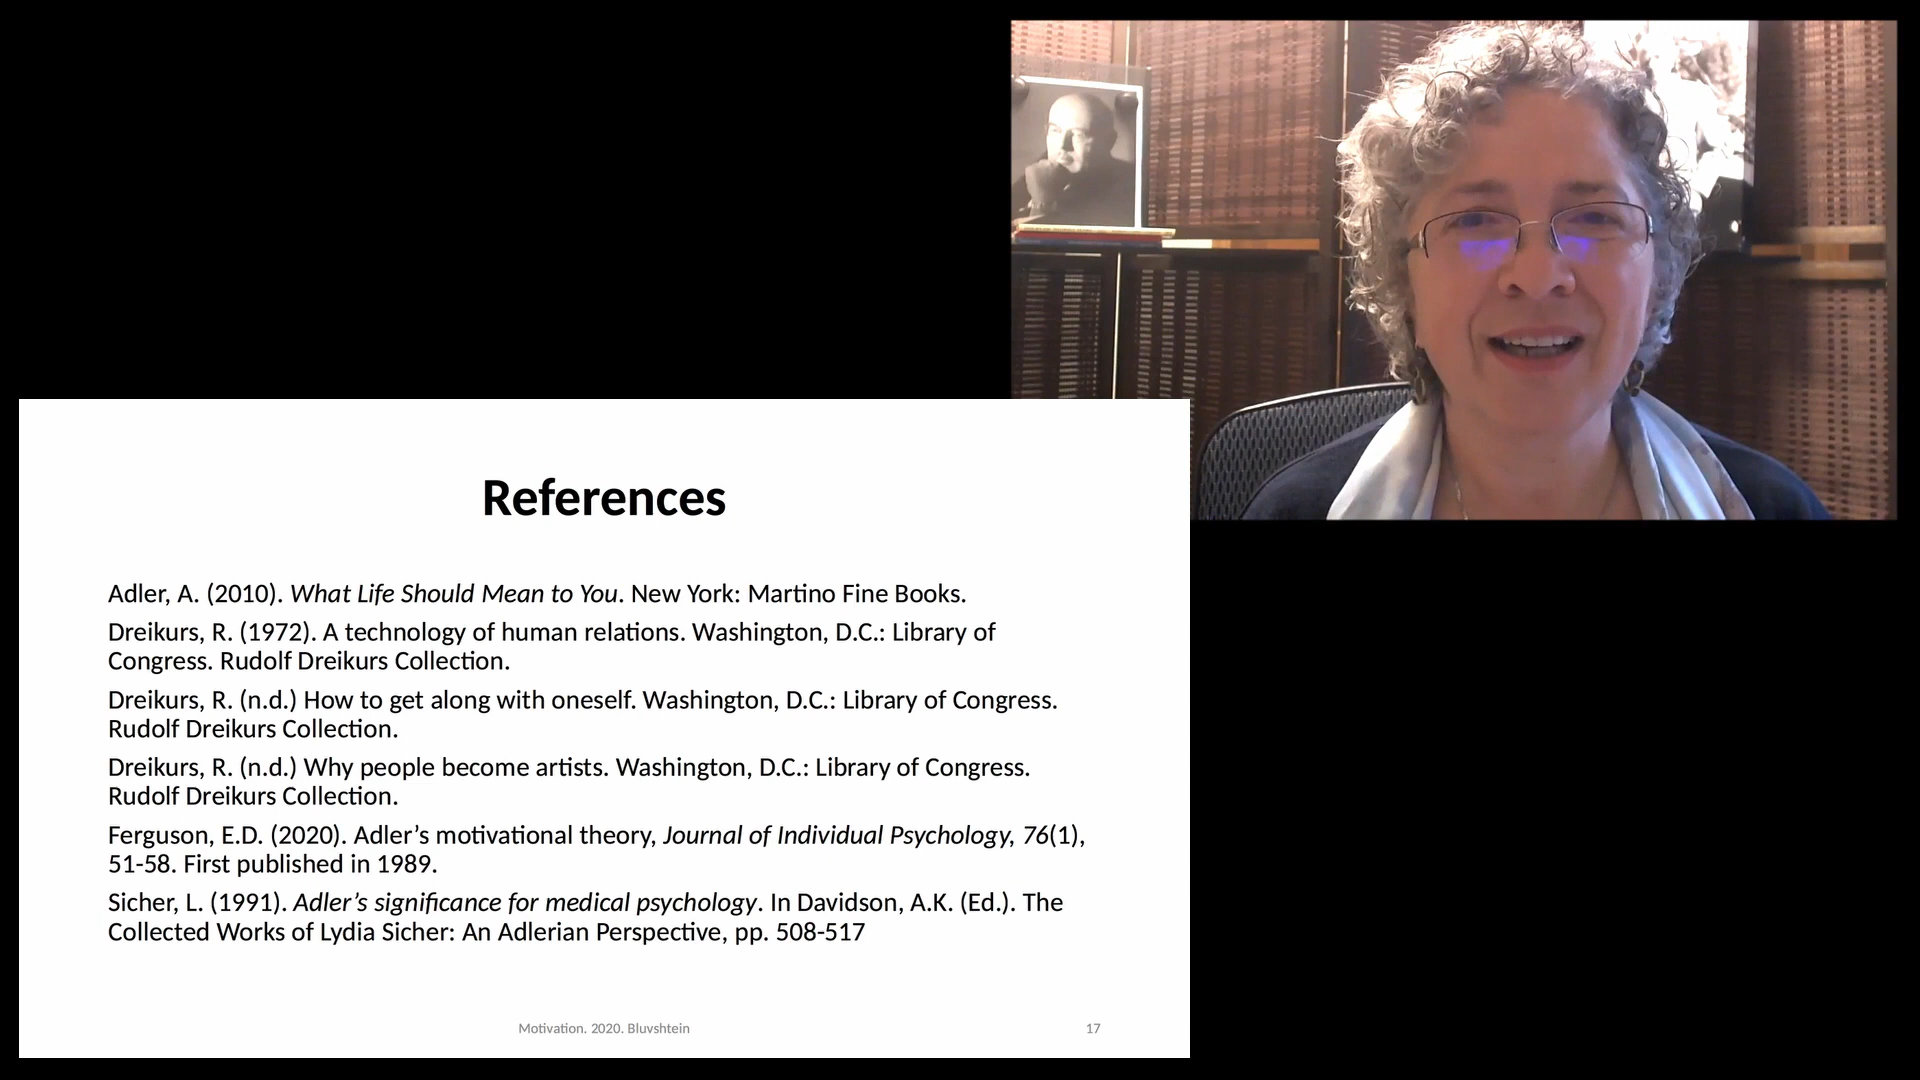 References
Adler, A. (2010). What Life Should Mean to You. New York: Martino Fine Books.
Dreikurs, R. (1972). A technology of human relations. Washington, D.C.: Library of
Congress. Rudolf Dreikurs Collection.
Dreikurs, R. (n.d.) How to get along with oneself. Washington, D.C.: Library of Congress.
Rudolf Dreikurs Collection.
Dreikurs, R. (n.d.) Why people become artists. Washington, D.C.: Library of Congress.
Rudolf Dreikurs Collection.
Ferguson, E.D. (2020). Adler’s motivational theory, Journal of Individual Psychology, 76(1),
51-58. First published in 1989.
Sicher, L. (1991). Adler’s significance for medical psychology. In Davidson, A.K. (Ed.). The
Collected Works of Lydia Sicher: An Adlerian Perspective, pp. 508-517
Motivation. 2020. Bluvshtein
17